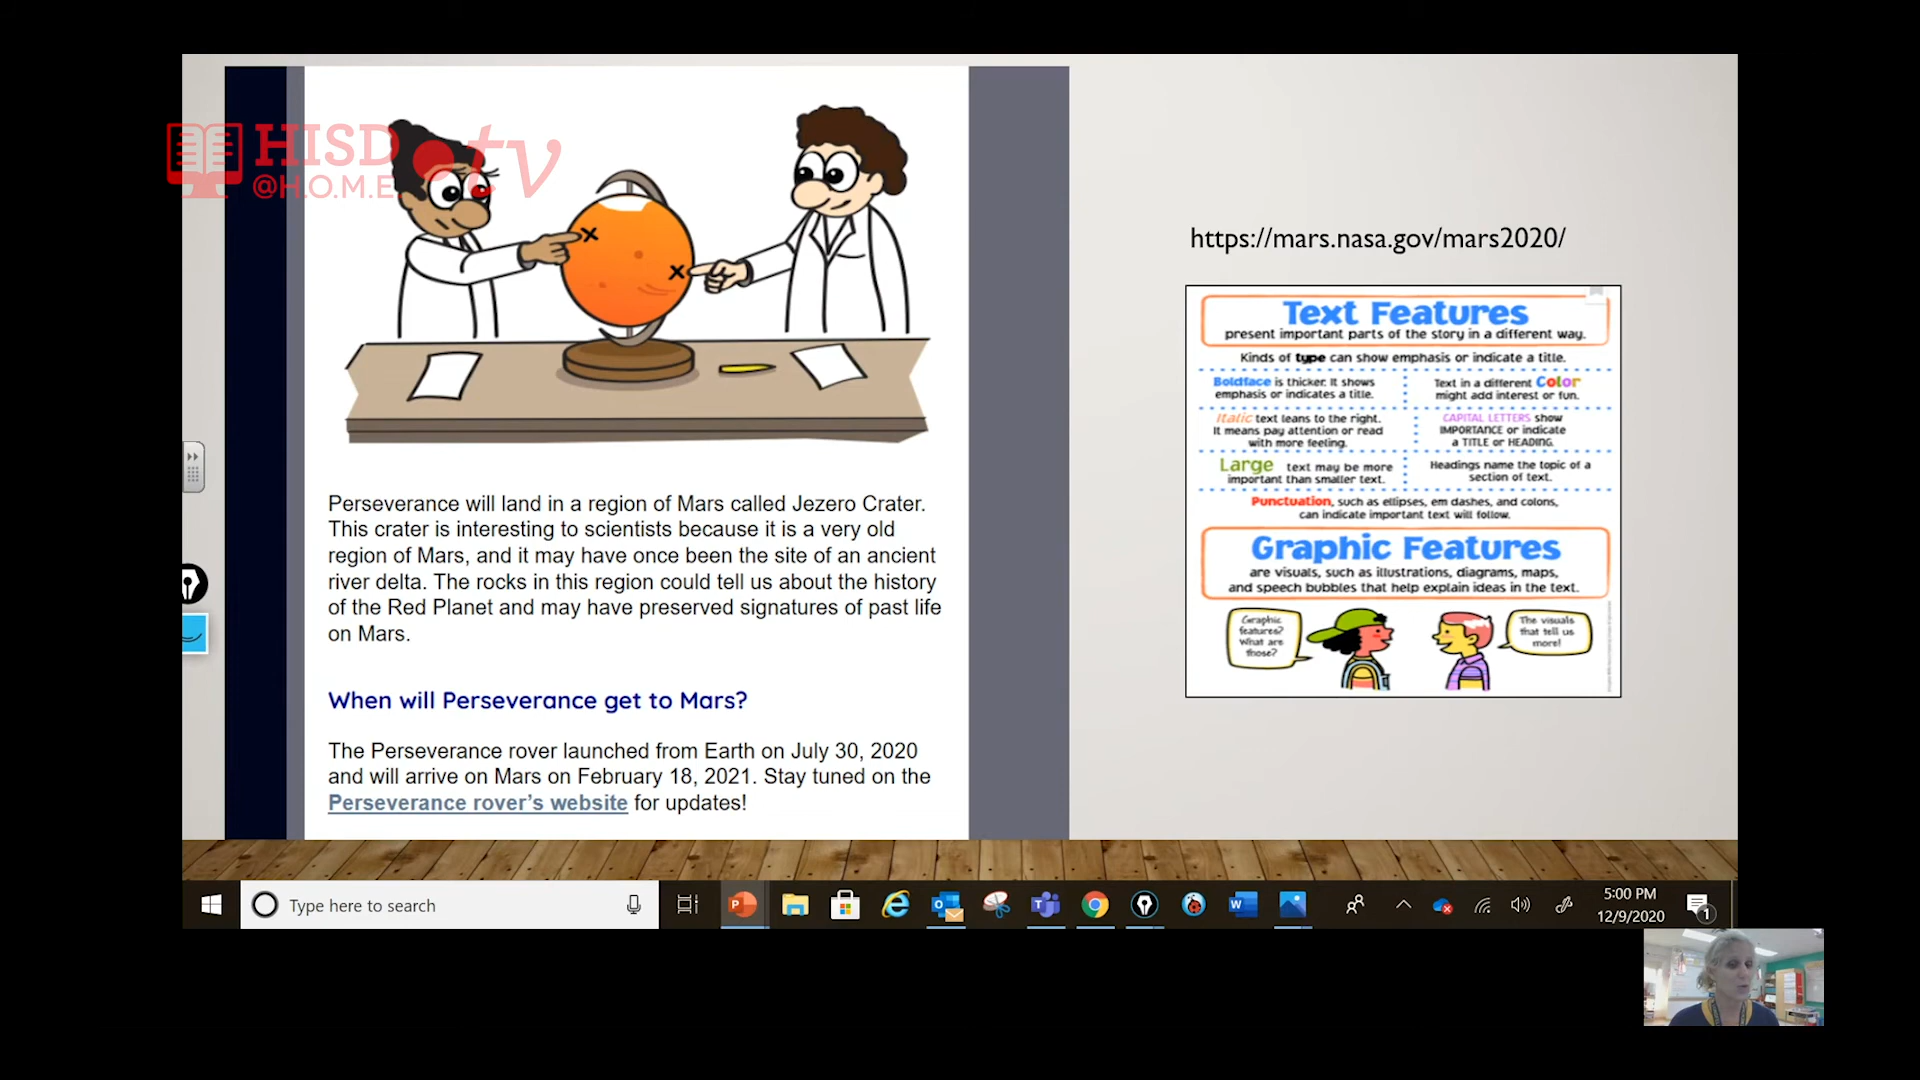 HISD
tv
@H.O.M.E.
Perseverance will land in a region of Mars called Jezero Crater.
This crater is interesting to scientists because it is a very old
region of Mars, and it may have once been the site of an ancient
river delta. The rocks in this region could tell us about the history
of the Red Planet and may have preserved signatures of past life
on Mars.
When will Perseverance get to Mars?
The Perseverance rover launched from Earth on July 30, 2020
and will arrive on Mars on February 18, 2021. Stay tuned on the
Perseverance rover's website for updates!
https://mars.nasa.gov/mars2020/
Text Features
present important parts of the story in a different way.
Kinds of type can show emphasis or indicate a title.
Boldface is thicker. It shows
emphasis or indicates a title.
Text in a different Color
might add interest or fun.
Italic text leans to the right.
It means pay attention or read
with more feeling.
CAPITAL LETTERS show
IMPORTANCE or indicate
a TITLE or HEADING.
Large text may be more
important than smaller text.
Headings name the topic of a
section of text.
Punctuation, such as ellipses, em dashes, and colons,
can indicate important text will follow.
Graphic Features
are visuals, such as illustrations, diagrams, maps,
and speech bubbles that help explain ideas in the text.
Graphic
features?
What are
those?
The visuals
that tell us
more!
Type here to search
5:00 PM
12/9/2020
1